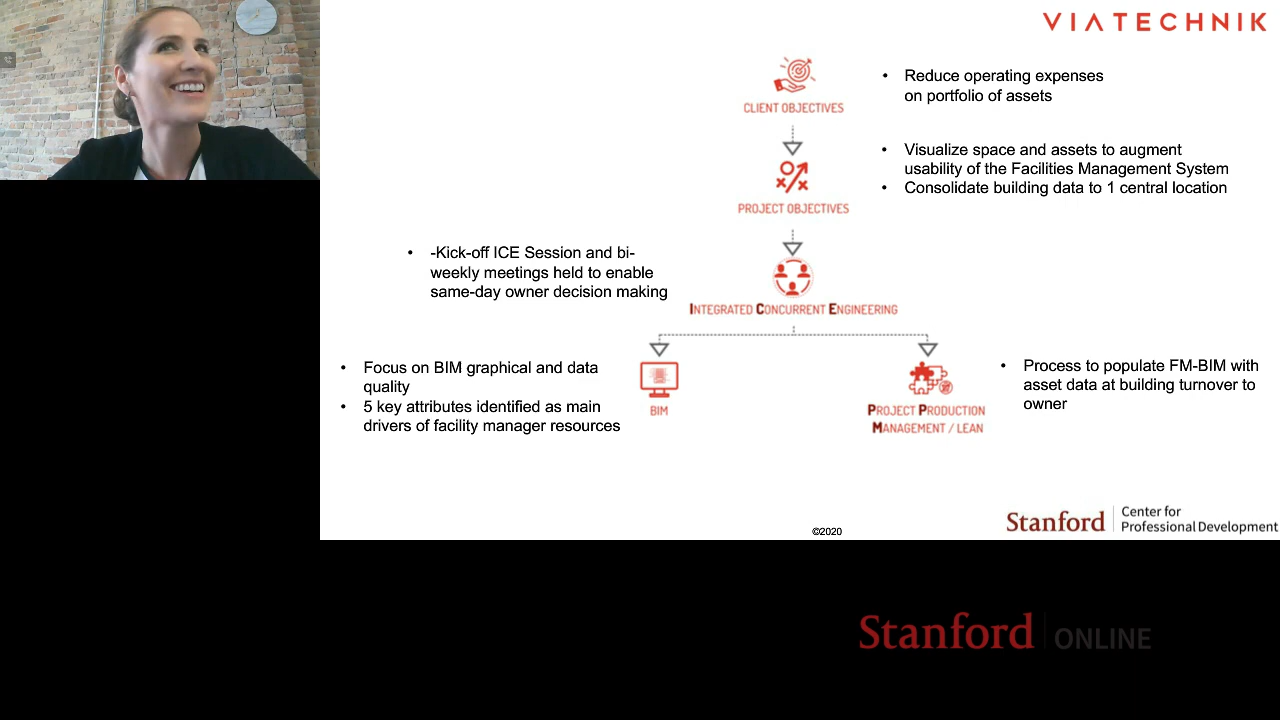 VIATECHNIK
CLIENT OBJECTIVES
• Reduce operating expenses
on portfolio of assets
PROJECT OBJECTIVES
• Visualize space and assets to augment
usability of the Facilities Management System
• Consolidate building data to 1 central location
• -Kick-off ICE Session and bi-
weekly meetings held to enable
same-day owner decision making
INTEGRATED CONCURRENT ENGINEERING
• Focus on BIM graphical and data
quality
• 5 key attributes identified as main
drivers of facility manager resources
BIM
PROJECT PRODUCTION
MANAGEMENT / LEAN
• Process to populate FM-BIM with
asset data at building turnover to
owner
©2020
Stanford
Center for
Professional Development
Stanford ONLINE